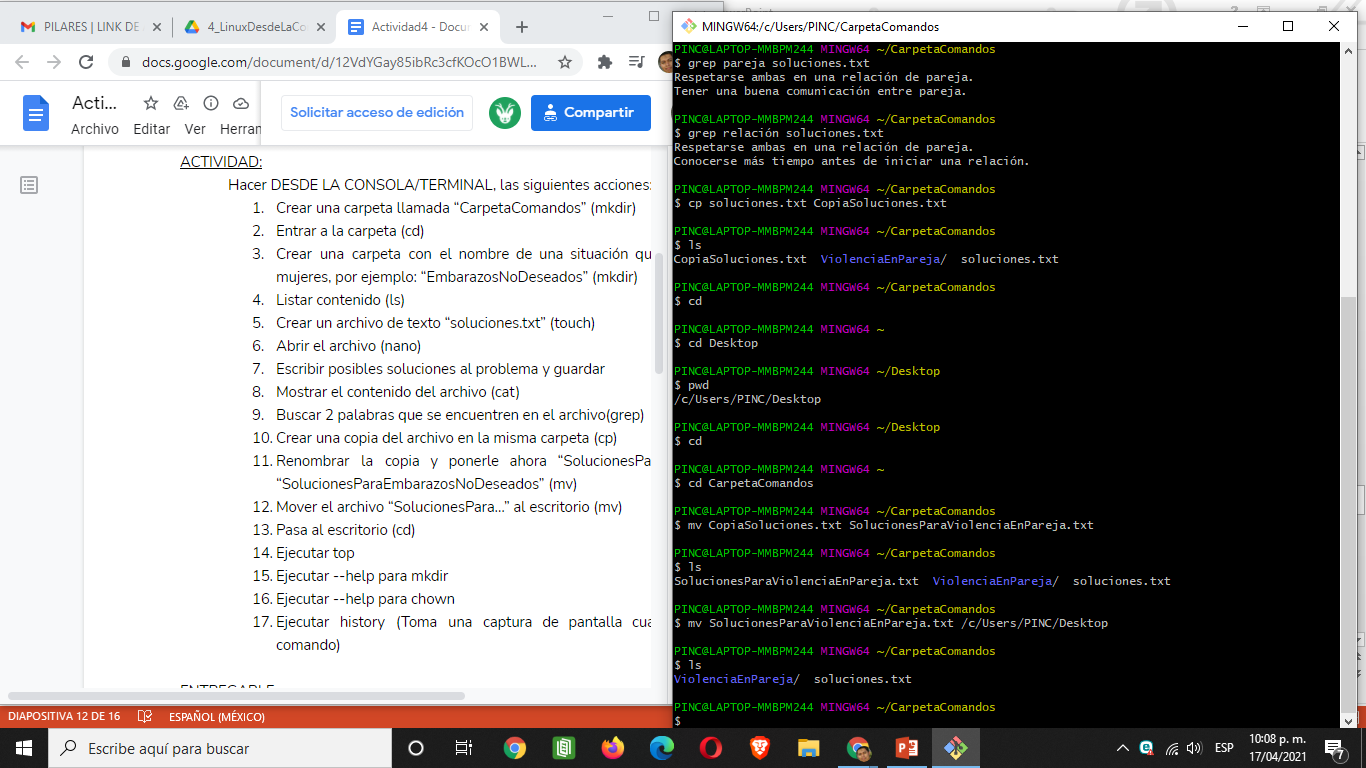 PILARES | LINK DE
4_LinuxDesdeLaCo
Actividad4 - Docur
docs.google.com/document/d/12VdYGay85ibRc3cfKOcO1BWL...
Acti...
Archivo Editar Ver Herran
Solicitar acceso de edición
Compartir
ACTIVIDAD:
Hacer DESDE LA CONSOLA/TERMINAL, las siguientes acciones:
1. Crear una carpeta llamada “CarpetaComandos” (mkdir)
2. Entrar a la carpeta (cd)
3. Crear una carpeta con el nombre de una situación qu
mujeres, por ejemplo: “EmbarazosNoDeseados” (mkdir)
4. Listar contenido (ls)
5. Crear un archivo de texto “soluciones.txt” (touch)
6. Abrir el archivo (nano)
7. Escribir posibles soluciones al problema y guardar
8. Mostrar el contenido del archivo (cat)
9. Buscar 2 palabras que se encuentren en el archivo(grep)
10. Crear una copia del archivo en la misma carpeta (cp)
11. Renombrar la copia y ponerle ahora “SolucionesPa
“SolucionesParaEmbarazosNoDeseados” (mv)
12. Mover el archivo “SolucionesPara...” al escritorio (mv)
13. Pasa al escritorio (cd)
14. Ejecutar top
15. Ejecutar --help para mkdir
16. Ejecutar --help para chown
17. Ejecutar history (Toma una captura de pantalla cua
comando)
MINGW64:/c/Users/PINC/CarpetaComandos
PINC@LAPTOP-MMBPM244 MINGW64 ~/CarpetaComandos
$ grep pareja soluciones.txt
Respetarse ambas en una relación de pareja.
Tener una buena comunicación entre pareja.
PINC@LAPTOP-MMBPM244 MINGW64 ~/CarpetaComandos
$ grep relación soluciones.txt
Respetarse ambas en una relación de pareja.
Conocerse más tiempo antes de iniciar una relación.
PINC@LAPTOP-MMBPM244 MINGW64 ~/CarpetaComandos
$ cp soluciones.txt CopiaSoluciones.txt
PINC@LAPTOP-MMBPM244 MINGW64 ~/CarpetaComandos
$ ls
CopiaSoluciones.txt ViolenciaEnPareja/ soluciones.txt
PINC@LAPTOP-MMBPM244 MINGW64 ~/CarpetaComandos
$ cd
PINC@LAPTOP-MMBPM244 MINGW64 ~
$ cd Desktop
PINC@LAPTOP-MMBPM244 MINGW64 ~/Desktop
$ pwd
/c/Users/PINC/Desktop
PINC@LAPTOP-MMBPM244 MINGW64 ~/Desktop
$ cd
PINC@LAPTOP-MMBPM244 MINGW64 ~
$ cd CarpetaComandos
PINC@LAPTOP-MMBPM244 MINGW64 ~/CarpetaComandos
$ mv CopiaSoluciones.txt SolucionesParaViolenciaEnPareja.txt
PINC@LAPTOP-MMBPM244 MINGW64 ~/CarpetaComandos
$ ls
SolucionesParaViolenciaEnPareja.txt ViolenciaEnPareja/ soluciones.txt
PINC@LAPTOP-MMBPM244 MINGW64 ~/CarpetaComandos
$ mv SolucionesParaViolenciaEnPareja.txt /c/Users/PINC/Desktop
PINC@LAPTOP-MMBPM244 MINGW64 ~/CarpetaComandos
$ ls
ViolenciaEnPareja/ soluciones.txt
PINC@LAPTOP-MMBPM244 MINGW64 ~/CarpetaComandos
$
DIAPOSITIVA 12 DE 16 ESPAÑOL (MÉXICO)
Escribe aquí para buscar
ESP
10:08 p. m.
17/04/2021
7